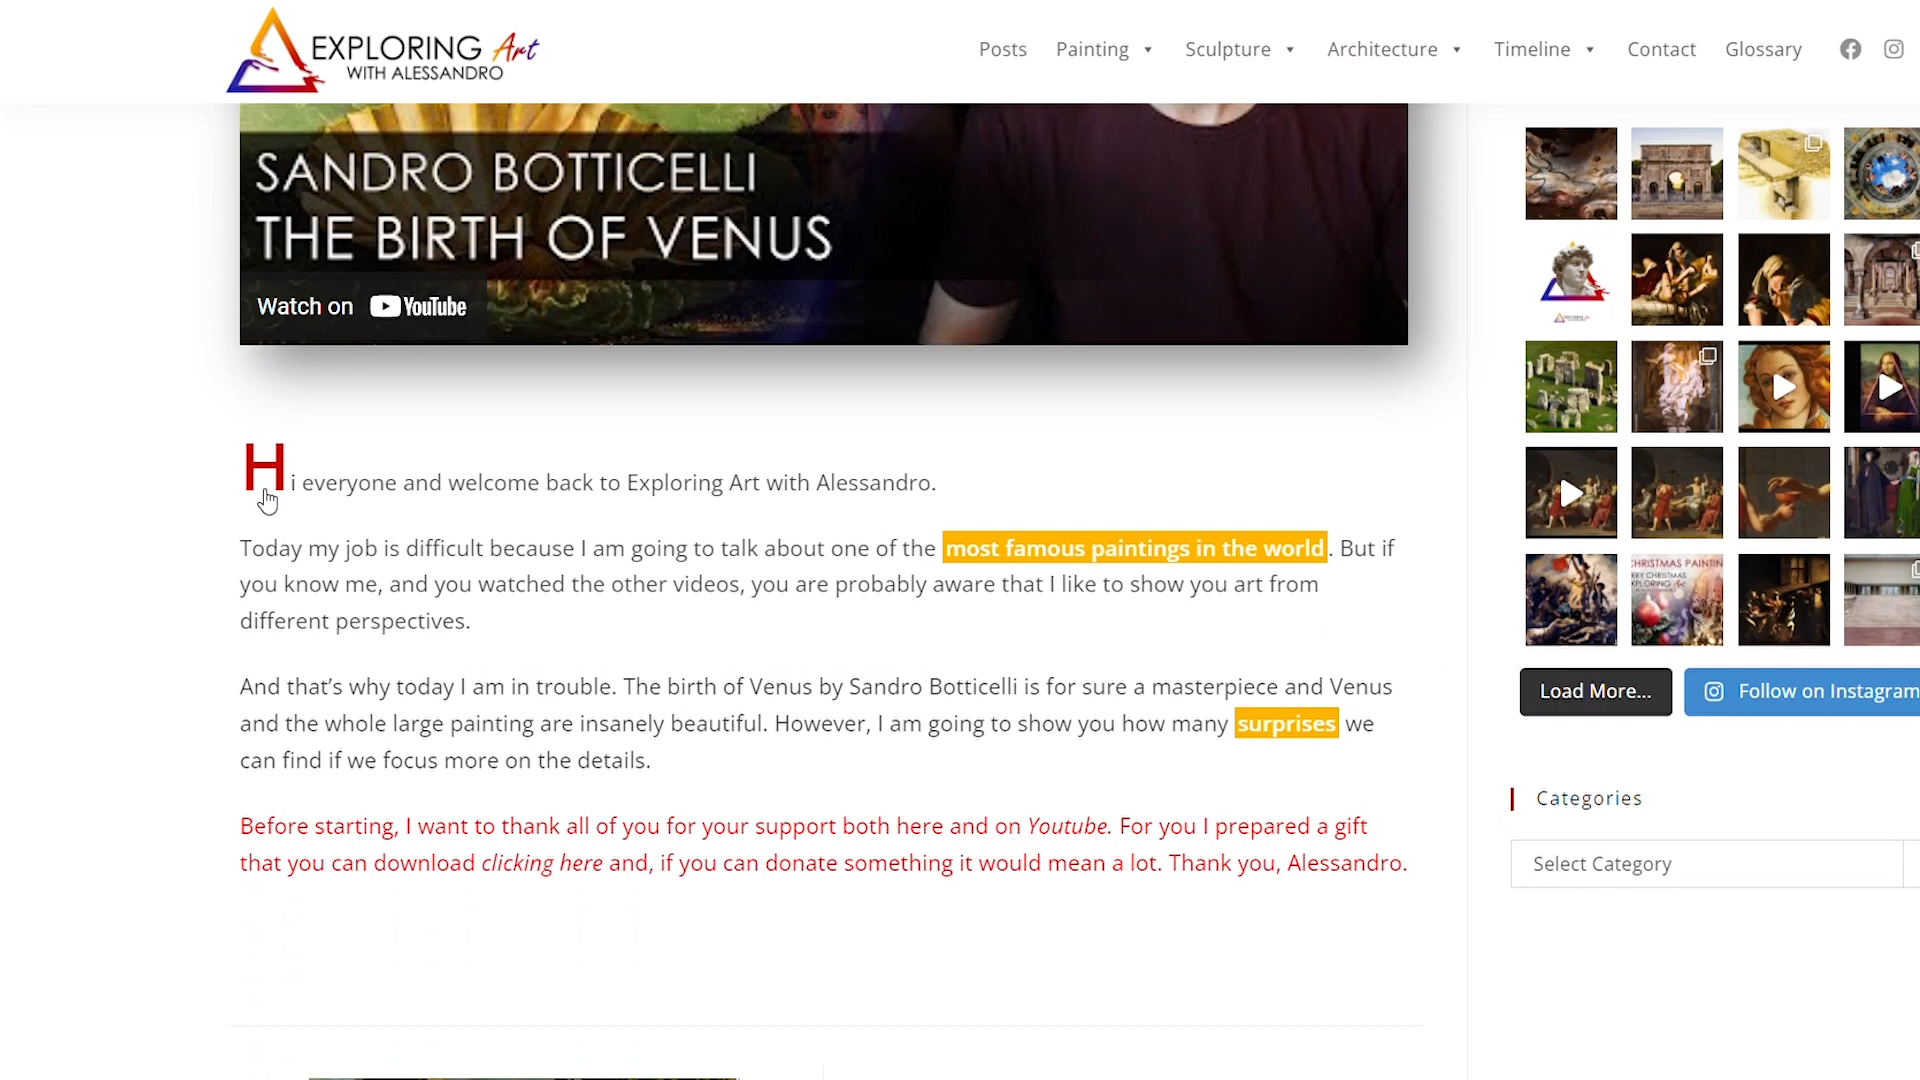 EXPLORING Art
WITH ALESSANDRO
Posts
Painting
Sculpture
Architecture
Timeline
Contact
Glossary
SANDRO BOTTICELLI
THE BIRTH OF VENUS
Watch on YouTube
Hi everyone and welcome back to Exploring Art with Alessandro.
Today my job is difficult because I am going to talk about one of the most famous paintings in the world. But if
you know me, and you watched the other videos, you are probably aware that I like to show you art from
different perspectives.
And that’s why today I am in trouble. The birth of Venus by Sandro Botticelli is for sure a masterpiece and Venus
and the whole large painting are insanely beautiful. However, I am going to show you how many surprises we
can find if we focus more on the details.
Before starting, I want to thank all of you for your support both here and on Youtube. For you I prepared a gift
that you can download clicking here and, if you can donate something it would mean a lot. Thank you, Alessandro.
CHRISTMAS PAINTIN
RRY CHRISTMAS
XPLORING Art
Load More...
Follow on Instagram
Categories
Select Category